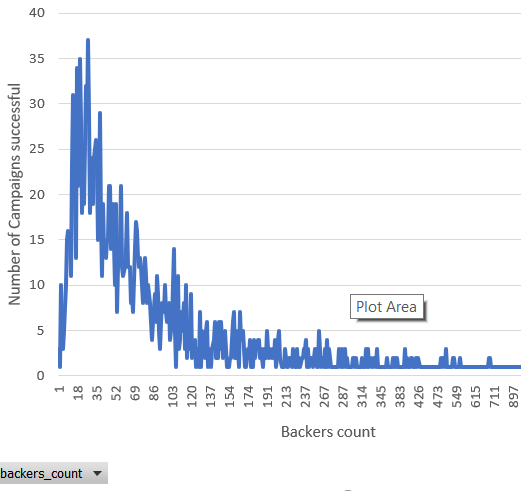 40
35
30
25
20
15
10
5
0
Number of Campaigns successful
Plot Area
1 18 35 52 69 86 103 120 137 154 174 191 213 237 267 287 314 345 383 426 473 549 615 711 897
Backers count
backers_count